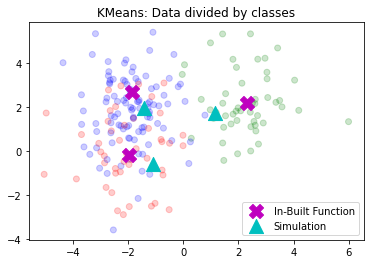 KMeans: Data divided by classes
4
2
0
−2
−4
In-Built Function
Simulation
−4 −2 0 2 4 6